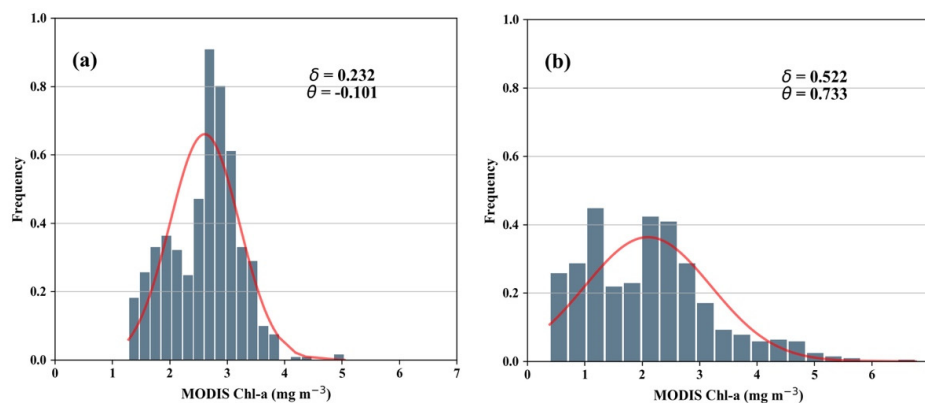 (a)
δ = 0.232
θ = -0.101
Frequency
1.0
0.8
0.6
0.4
0.2
0.0
0 1 2 3 4 5 6 7
MODIS Chl-a (mg m⁻³)
(b)
δ = 0.522
θ = 0.733
Frequency
1.0
0.8
0.6
0.4
0.2
0.0
0 1 2 3 4 5 6
MODIS Chl-a (mg m⁻³)